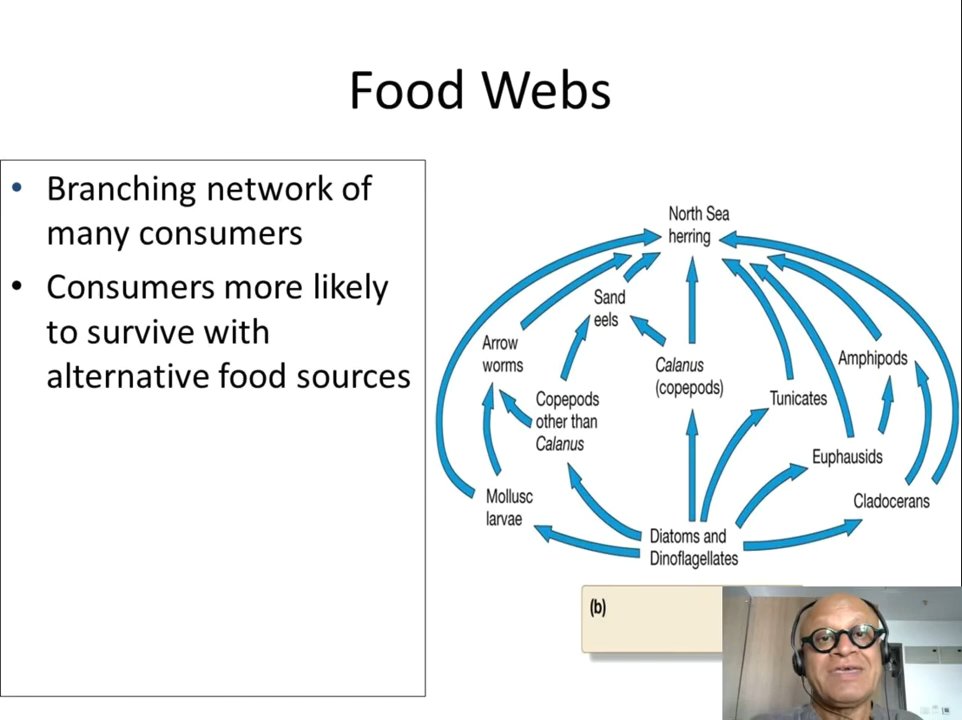 Food Webs
• Branching network of
many consumers
• Consumers more likely
to survive with
alternative food sources
North Sea
herring
Sand
eels
Arrow
worms
Calanus
(copepods)
Amphipods
Copepods
other than
Calanus
Tunicates
Euphausids
Mollusc
larvae
Cladocerans
Diatoms and
Dinoflagellates
(b)